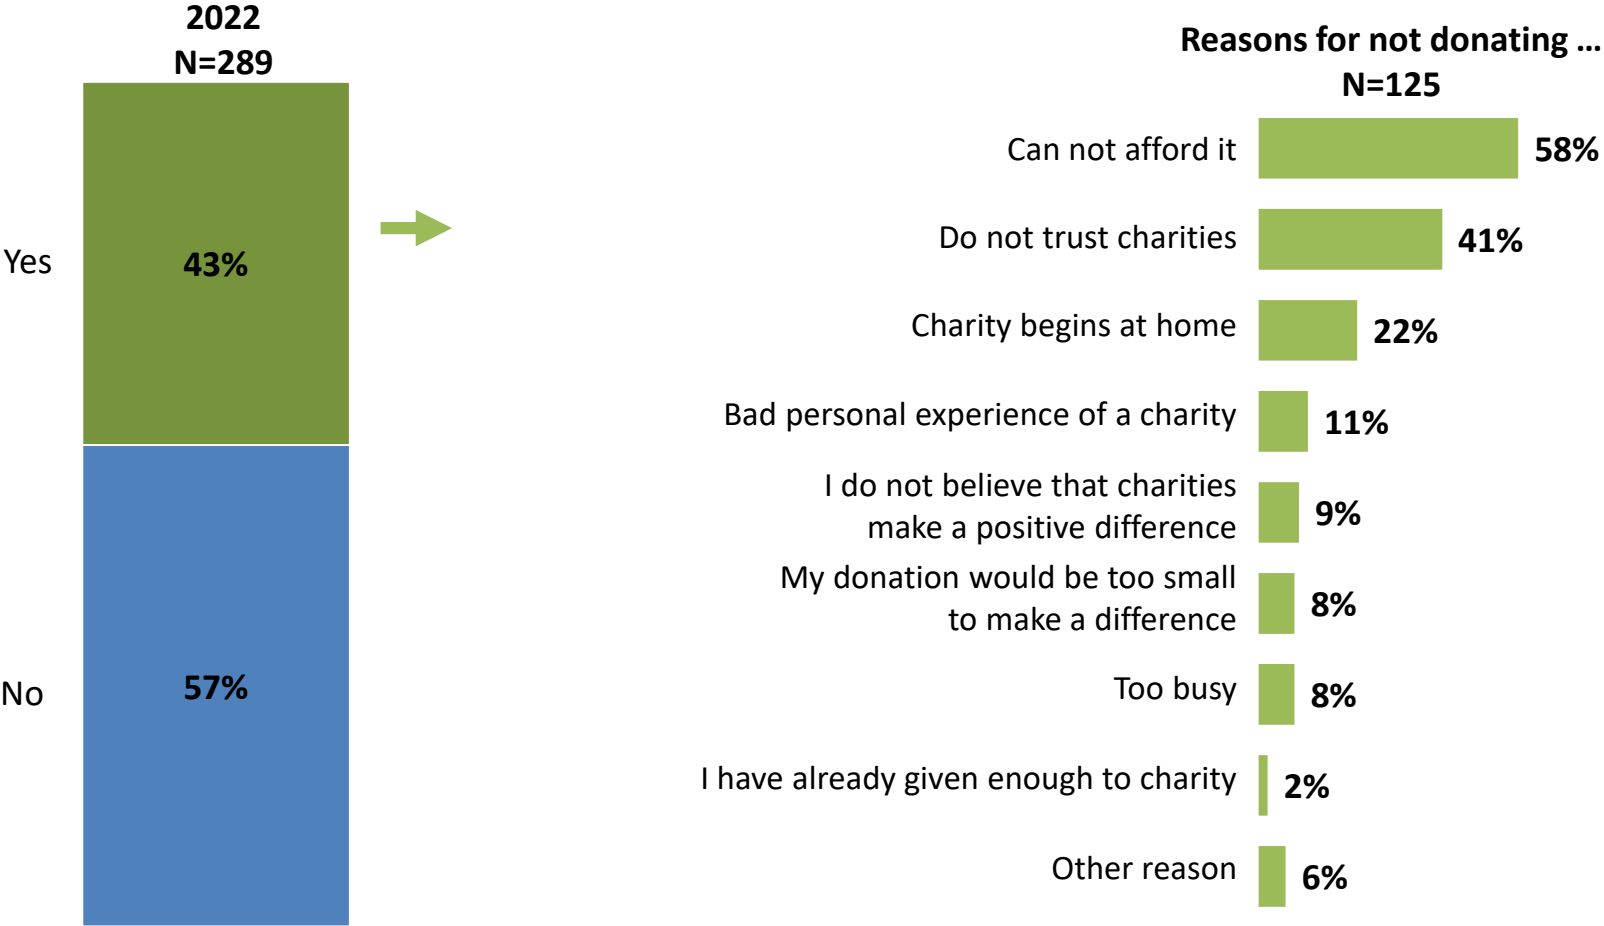 2022
N=289
Yes
43%
No
57%
Reasons for not donating ...
N=125
Can not afford it
58%
Do not trust charities
41%
Charity begins at home
22%
Bad personal experience of a charity
11%
I do not believe that charities
make a positive difference
9%
My donation would be too small
to make a difference
8%
Too busy
8%
I have already given enough to charity
2%
Other reason
6%